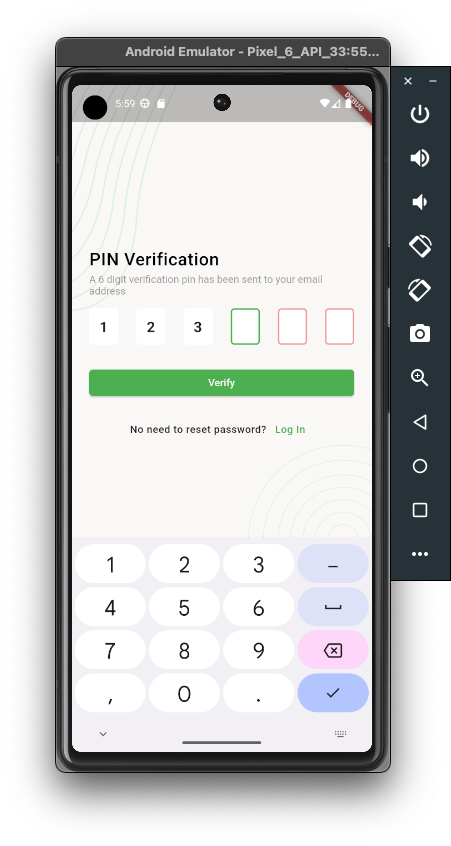 Android Emulator - Pixel_6_API_33:55...
5:59
DEBUG
PIN Verification
A 6 digit verification pin has been sent to your email
address
1 2 3
Verify
No need to reset password? Log In
1 2 3 –
4 5 6
7 8 9
, 0 .